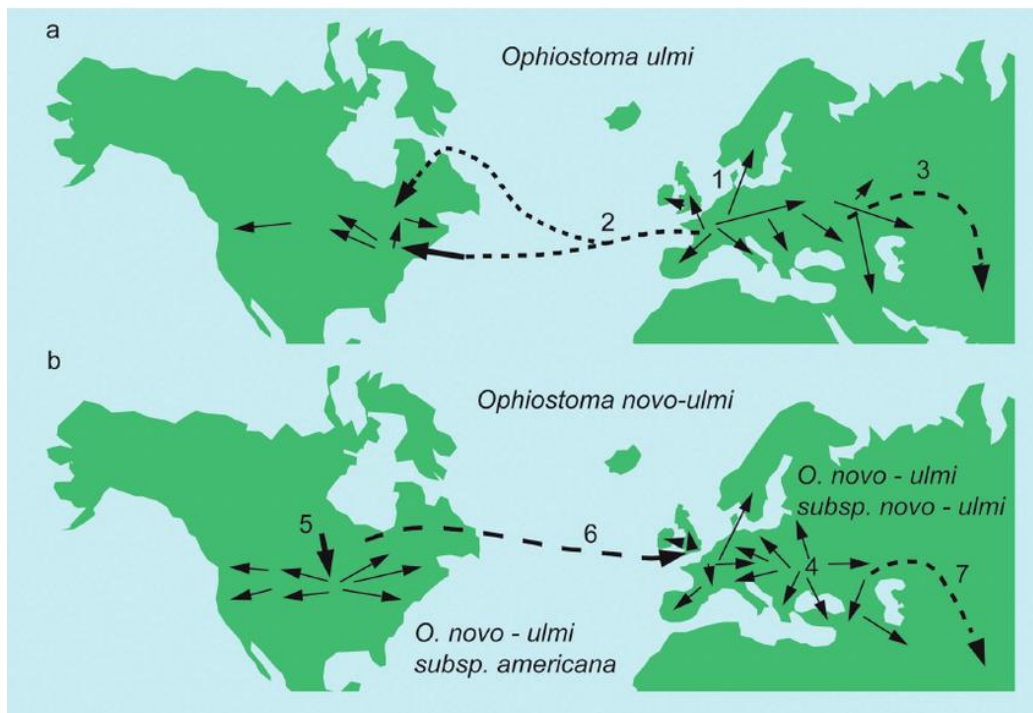 a
Ophiostoma ulmi
1
3
2
b
Ophiostoma novo-ulmi
O. novo - ulmi
subsp. novo - ulmi
5
6
4
7
O. novo - ulmi
subsp. americana